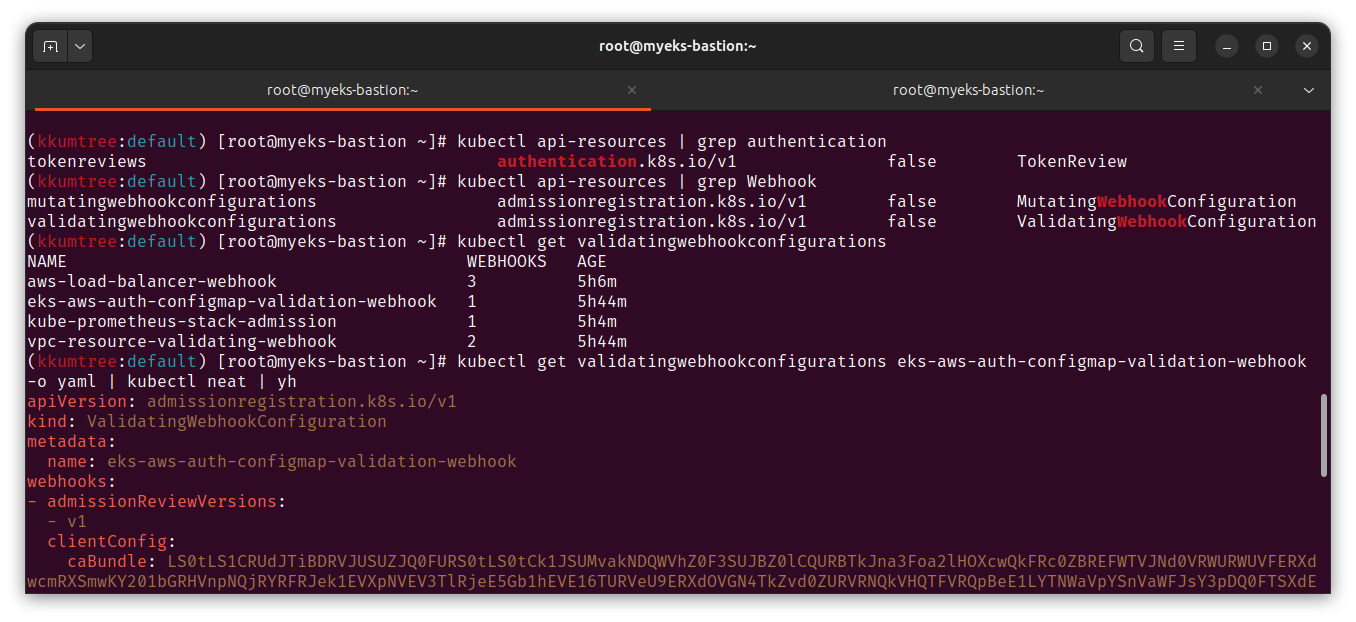 root@myeks-bastion:~
root@myeks-bastion:~ root@myeks-bastion:~
(kkumtree:default) [root@myeks-bastion ~]# kubectl api-resources | grep authentication
tokenreviews authentication.k8s.io/v1 false TokenReview
(kkumtree:default) [root@myeks-bastion ~]# kubectl api-resources | grep Webhook
mutatingwebhookconfigurations admissionregistration.k8s.io/v1 false MutatingWebhookConfiguration
validatingwebhookconfigurations admissionregistration.k8s.io/v1 false ValidatingWebhookConfiguration
(kkumtree:default) [root@myeks-bastion ~]# kubectl get validatingwebhookconfigurations
NAME WEBHOOKS AGE
aws-load-balancer-webhook 3 5h6m
eks-aws-auth-configmap-validation-webhook 1 5h44m
kube-prometheus-stack-admission 1 5h4m
vpc-resource-validating-webhook 2 5h44m
(kkumtree:default) [root@myeks-bastion ~]# kubectl get validatingwebhookconfigurations eks-aws-auth-configmap-validation-webhook
-o yaml | kubectl neat | yh
apiVersion: admissionregistration.k8s.io/v1
kind: ValidatingWebhookConfiguration
metadata:
  name: eks-aws-auth-configmap-validation-webhook
webhooks:
- admissionReviewVersions:
  - v1
  clientConfig:
    caBundle: